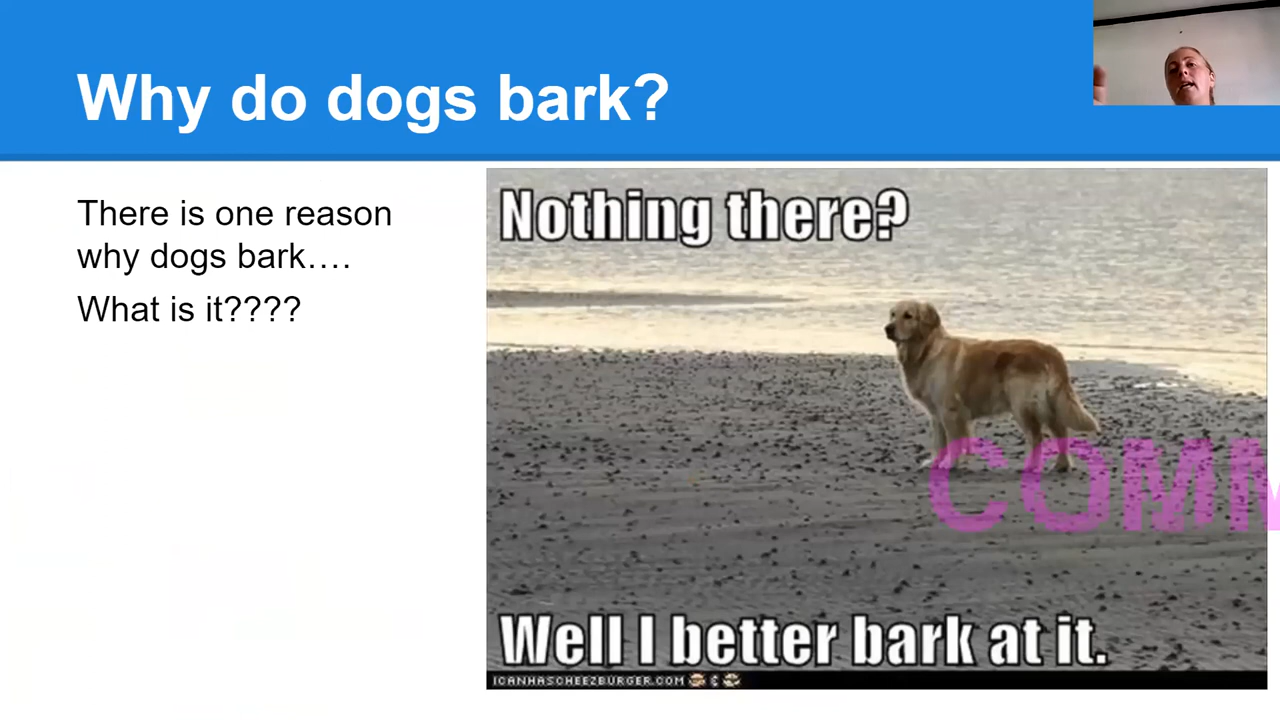 Why do dogs bark?
There is one reason
why dogs bark....
What is it????
Nothing there?
COMM
Well I better bark at it.
ICANHASCHEEZBURGER.COM